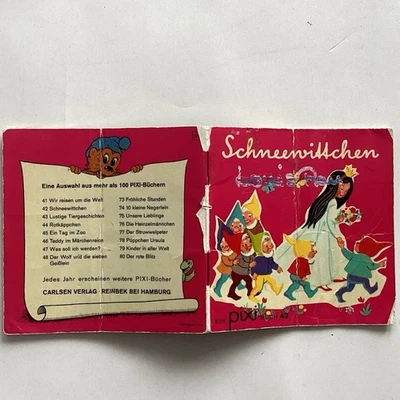 Eine Auswahl aus mehr als 100 PIXI-Büchern
41 Wir reisen um die Welt
42 Schneewittchen
43 Lustige Tiergeschichten
44 Rotkäppchen
45 Ein Tag im Zoo
46 Teddy im Märchenreich
47 Was soll ich werden?
48 Der Wolf und die sieben
Geißlein
73 Fröhliche Stunden
74 10 kleine Negerlein
75 Unsere Lieblinge
76 Die Heinzelmännchen
77 Der Struwwelpeter
78 Püppchen Ursula
79 Kinder in aller Welt
80 Der rote Blitz
Jedes Jahr erscheinen weitere PIXI-Bücher
CARLSEN VERLAG · REINBEK BEI HAMBURG
Schneewittchen
pixi
42